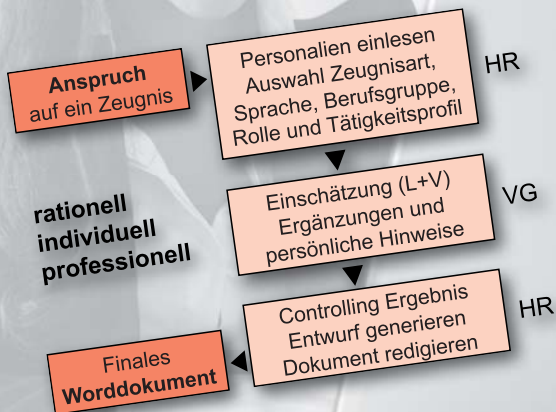 Anspruch
auf ein Zeugnis
Personalien einlesen
Auswahl Zeugnisart,
Sprache, Berufsgruppe,
Rolle und Tätigkeitsprofil
HR
Einschätzung (L+V)
Ergänzungen und
persönliche Hinweise
VG
rationell
individuell
professionell
Controlling Ergebnis
Entwurf generieren
Dokument redigieren
HR
Finales
Worddokument